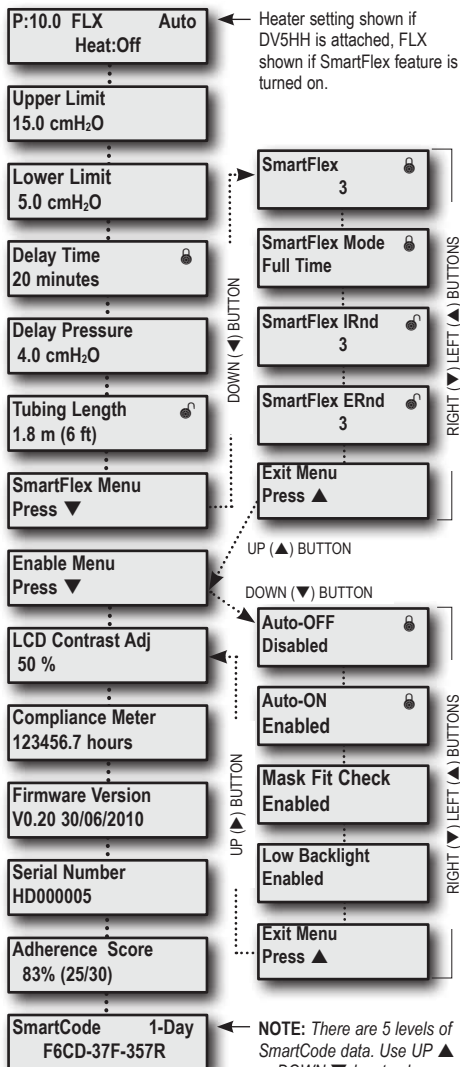 P:10.0 FLX Auto
Heat:Off
Heater setting shown if
DV5HH is attached, FLX
shown if SmartFlex feature is
turned on.
Upper Limit
15.0 cmH₂O
Lower Limit
5.0 cmH₂O
Delay Time
20 minutes
Delay Pressure
4.0 cmH₂O
Tubing Length
1.8 m (6 ft)
SmartFlex Menu
Press ▼
DOWN (▼) BUTTON
SmartFlex
3
SmartFlex Mode
Full Time
SmartFlex IRnd
3
SmartFlex ERnd
3
Exit Menu
Press ▲
RIGHT (▼) LEFT (▲) BUTTONS
UP (▲) BUTTON
Enable Menu
Press ▼
DOWN (▼) BUTTON
LCD Contrast Adj
50 %
Compliance Meter
123456.7 hours
Firmware Version
V0.20 30/06/2010
Serial Number
HD000005
Adherence Score
83% (25/30)
UP (▲) BUTTON
Auto-OFF
Disabled
Auto-ON
Enabled
Mask Fit Check
Enabled
Low Backlight
Enabled
Exit Menu
Press ▲
RIGHT (▼) LEFT (▲) BUTTONS
SmartCode 1-Day
F6CD-37F-357R
NOTE: There are 5 levels of
SmartCode data. Use UP ▲